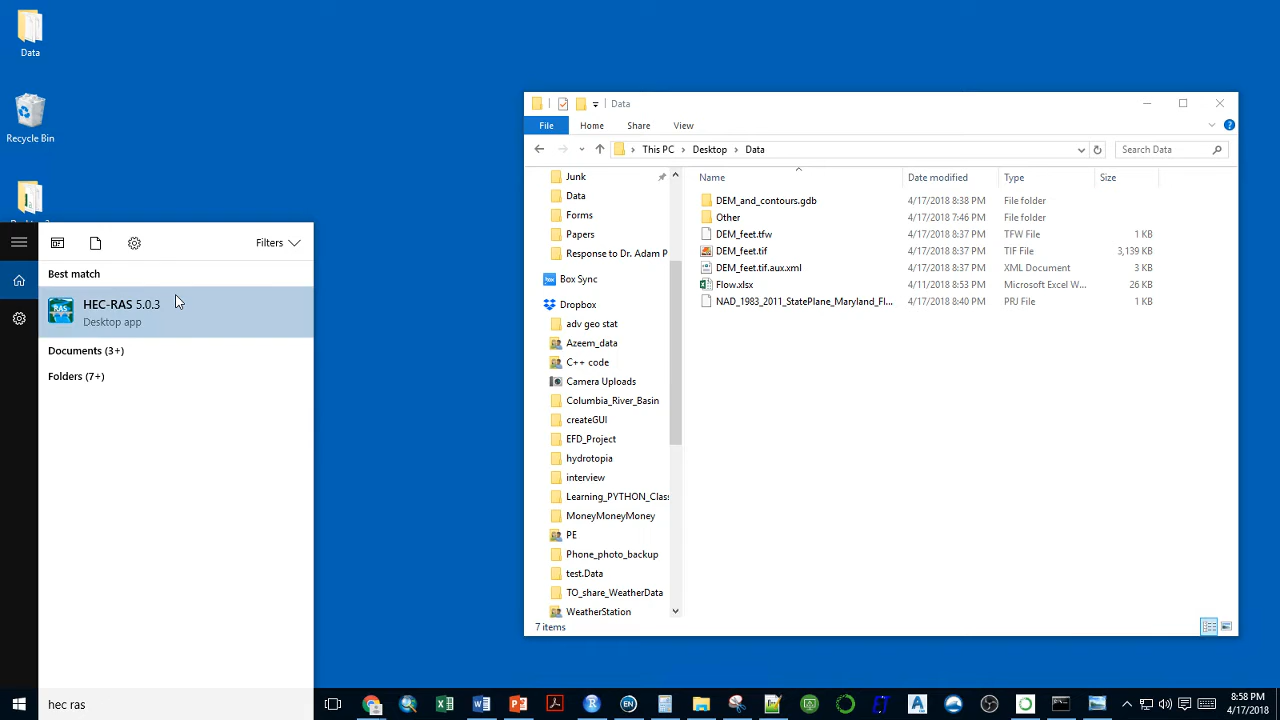 Data
Recycle Bin
Filters
Best match
HEC-RAS 5.0.3
Desktop app
Documents (3+)
Folders (7+)
hec ras
Data
File Home Share View
This PC Desktop Data
Search Data
Junk
Data
Forms
Papers
Response to Dr. Adam P
Box Sync
Dropbox
adv geo stat
Azeem_data
C++ code
Camera Uploads
Columbia_River_Basin
createGUI
EFD_Project
hydrotopia
interview
Learning_PYTHON_Class
MoneyMoneyMoney
PE
Phone_photo_backup
test.Data
TO_share_WeatherData
WeatherStation
Name Date modified Type Size
DEM_and_contours.gdb 4/17/2018 8:38 PM File folder
Other 4/17/2018 7:46 PM File folder
DEM_feet.tfw 4/17/2018 8:37 PM TFW File 1 KB
DEM_feet.tif 4/17/2018 8:37 PM TIF File 3,139 KB
DEM_feet.tif.aux.xml 4/17/2018 8:37 PM XML Document 3 KB
Flow.xlsx 4/11/2018 8:59 PM Microsoft Excel W... 26 KB
NAD_1983_2011_StatePlane_Maryland_Fl... 4/17/2018 8:40 PM PRJ File 1 KB
7 items
8:58 PM
4/17/2018